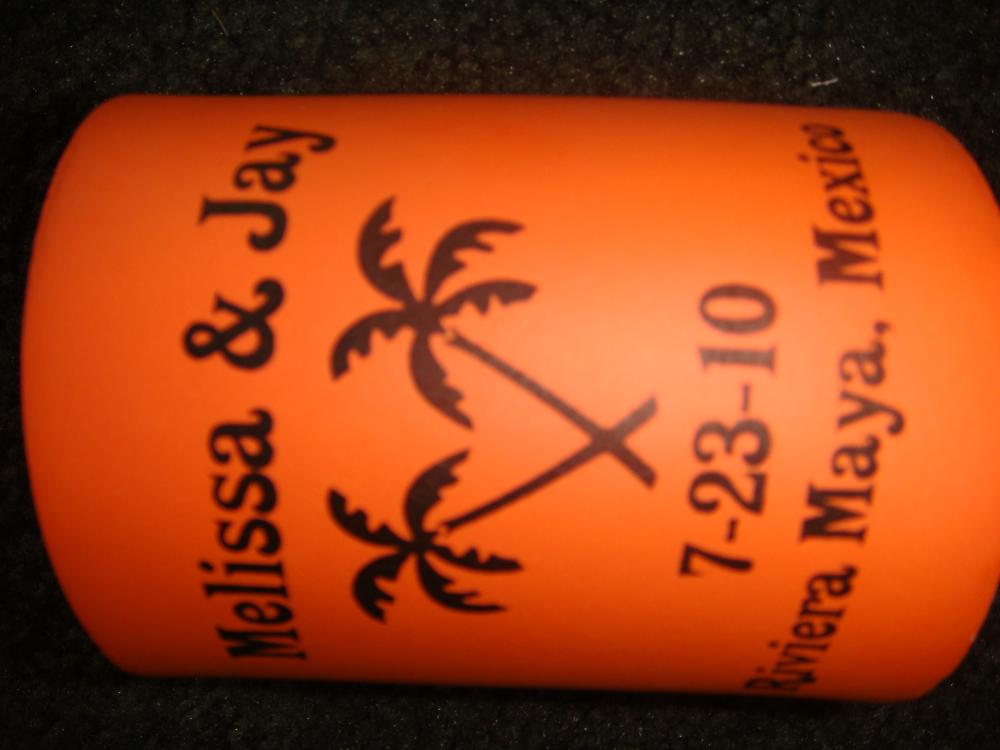 Melissa & Jay
7-23-10
Riviera Maya, Mexico